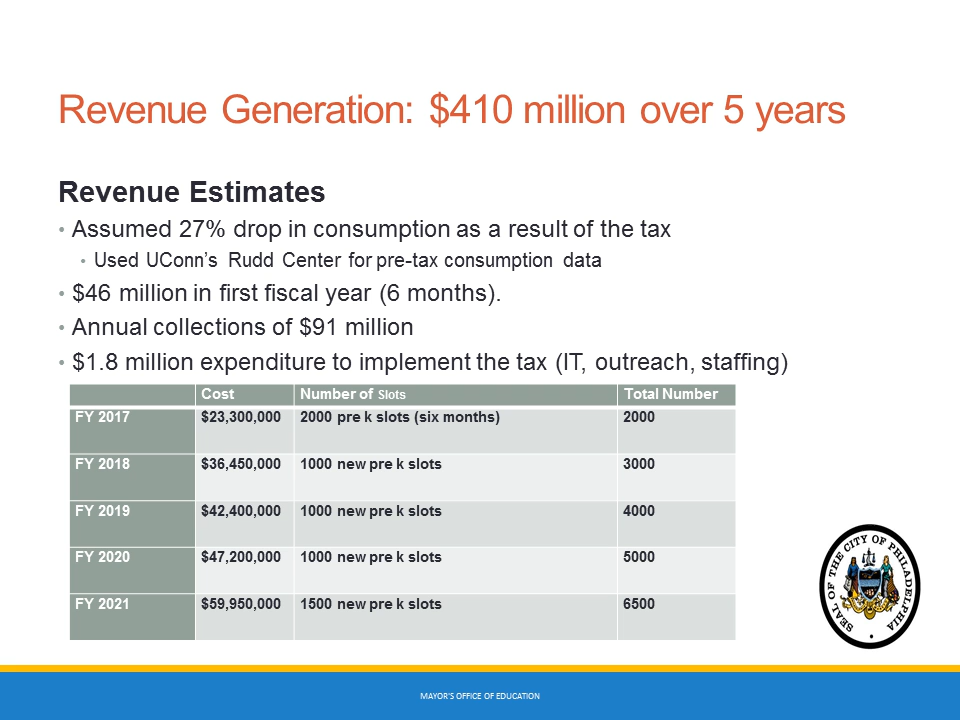 Revenue Generation: $410 million over 5 years
Revenue Estimates
• Assumed 27% drop in consumption as a result of the tax
• Used UConn's Rudd Center for pre-tax consumption data
• $46 million in first fiscal year (6 months).
• Annual collections of $91 million
• $1.8 million expenditure to implement the tax (IT, outreach, staffing)
Cost Number of Slots Total Number
FY 2017 $23,300,000 2000 pre k slots (six months) 2000
FY 2018 $36,450,000 1000 new pre k slots 3000
FY 2019 $42,400,000 1000 new pre k slots 4000
FY 2020 $47,200,000 1000 new pre k slots 5000
FY 2021 $59,950,000 1500 new pre k slots 6500
SEAL OF THE CITY OF PHILADELPHIA
MAYOR'S OFFICE OF EDUCATION